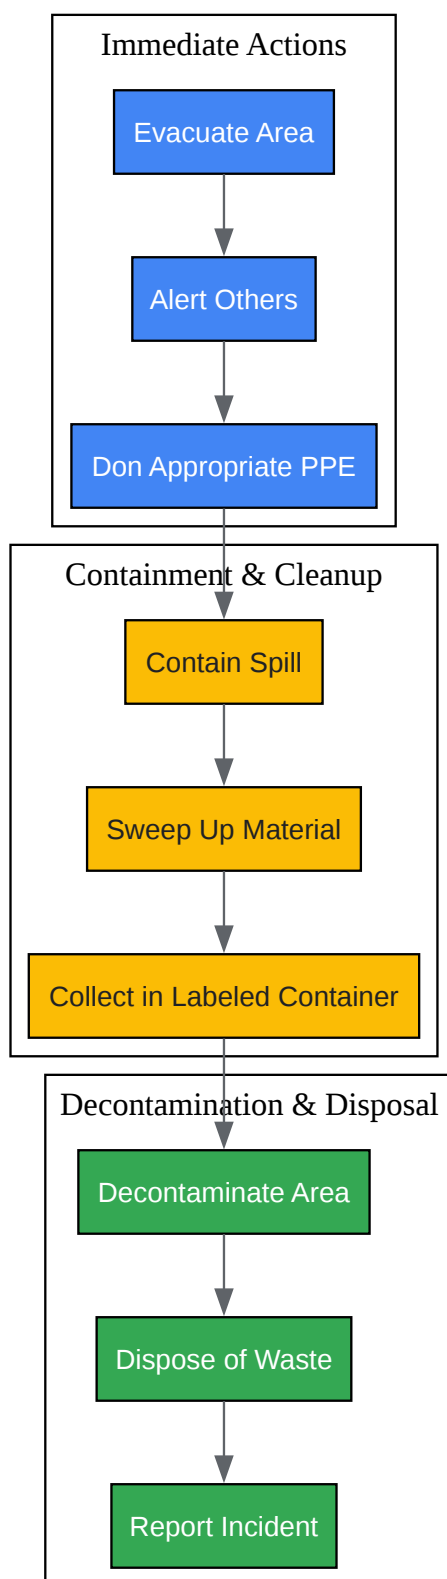 Immediate Actions
Evacuate Area
Alert Others
Don Appropriate PPE
Containment & Cleanup
Contain Spill
Sweep Up Material
Collect in Labeled Container
Decontamination & Disposal
Decontaminate Area
Dispose of Waste
Report Incident